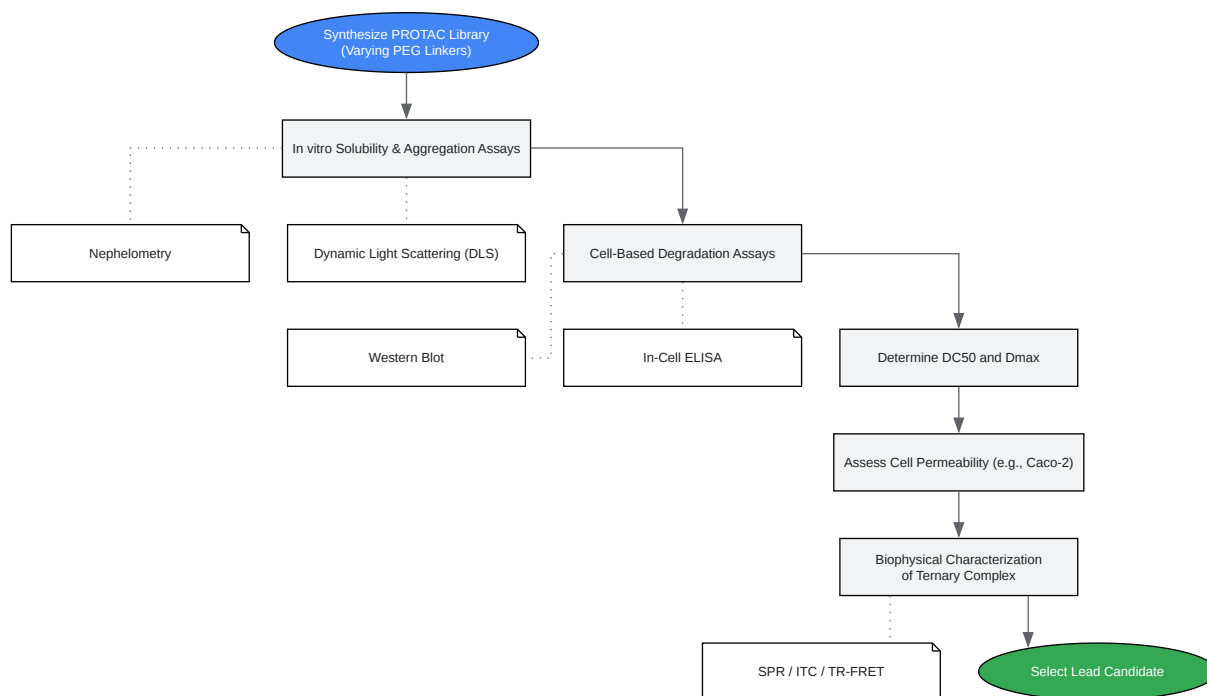 Synthesize PROTAC Library
(Varying PEG Linkers)
In vitro Solubility & Aggregation Assays
Nephelometry
Dynamic Light Scattering (DLS)
Cell-Based Degradation Assays
Western Blot
In-Cell ELISA
Determine DC50 and Dmax
Assess Cell Permeability (e.g., Caco-2)
Biophysical Characterization
of Ternary Complex
SPR / ITC / TR-FRET
Select Lead Candidate